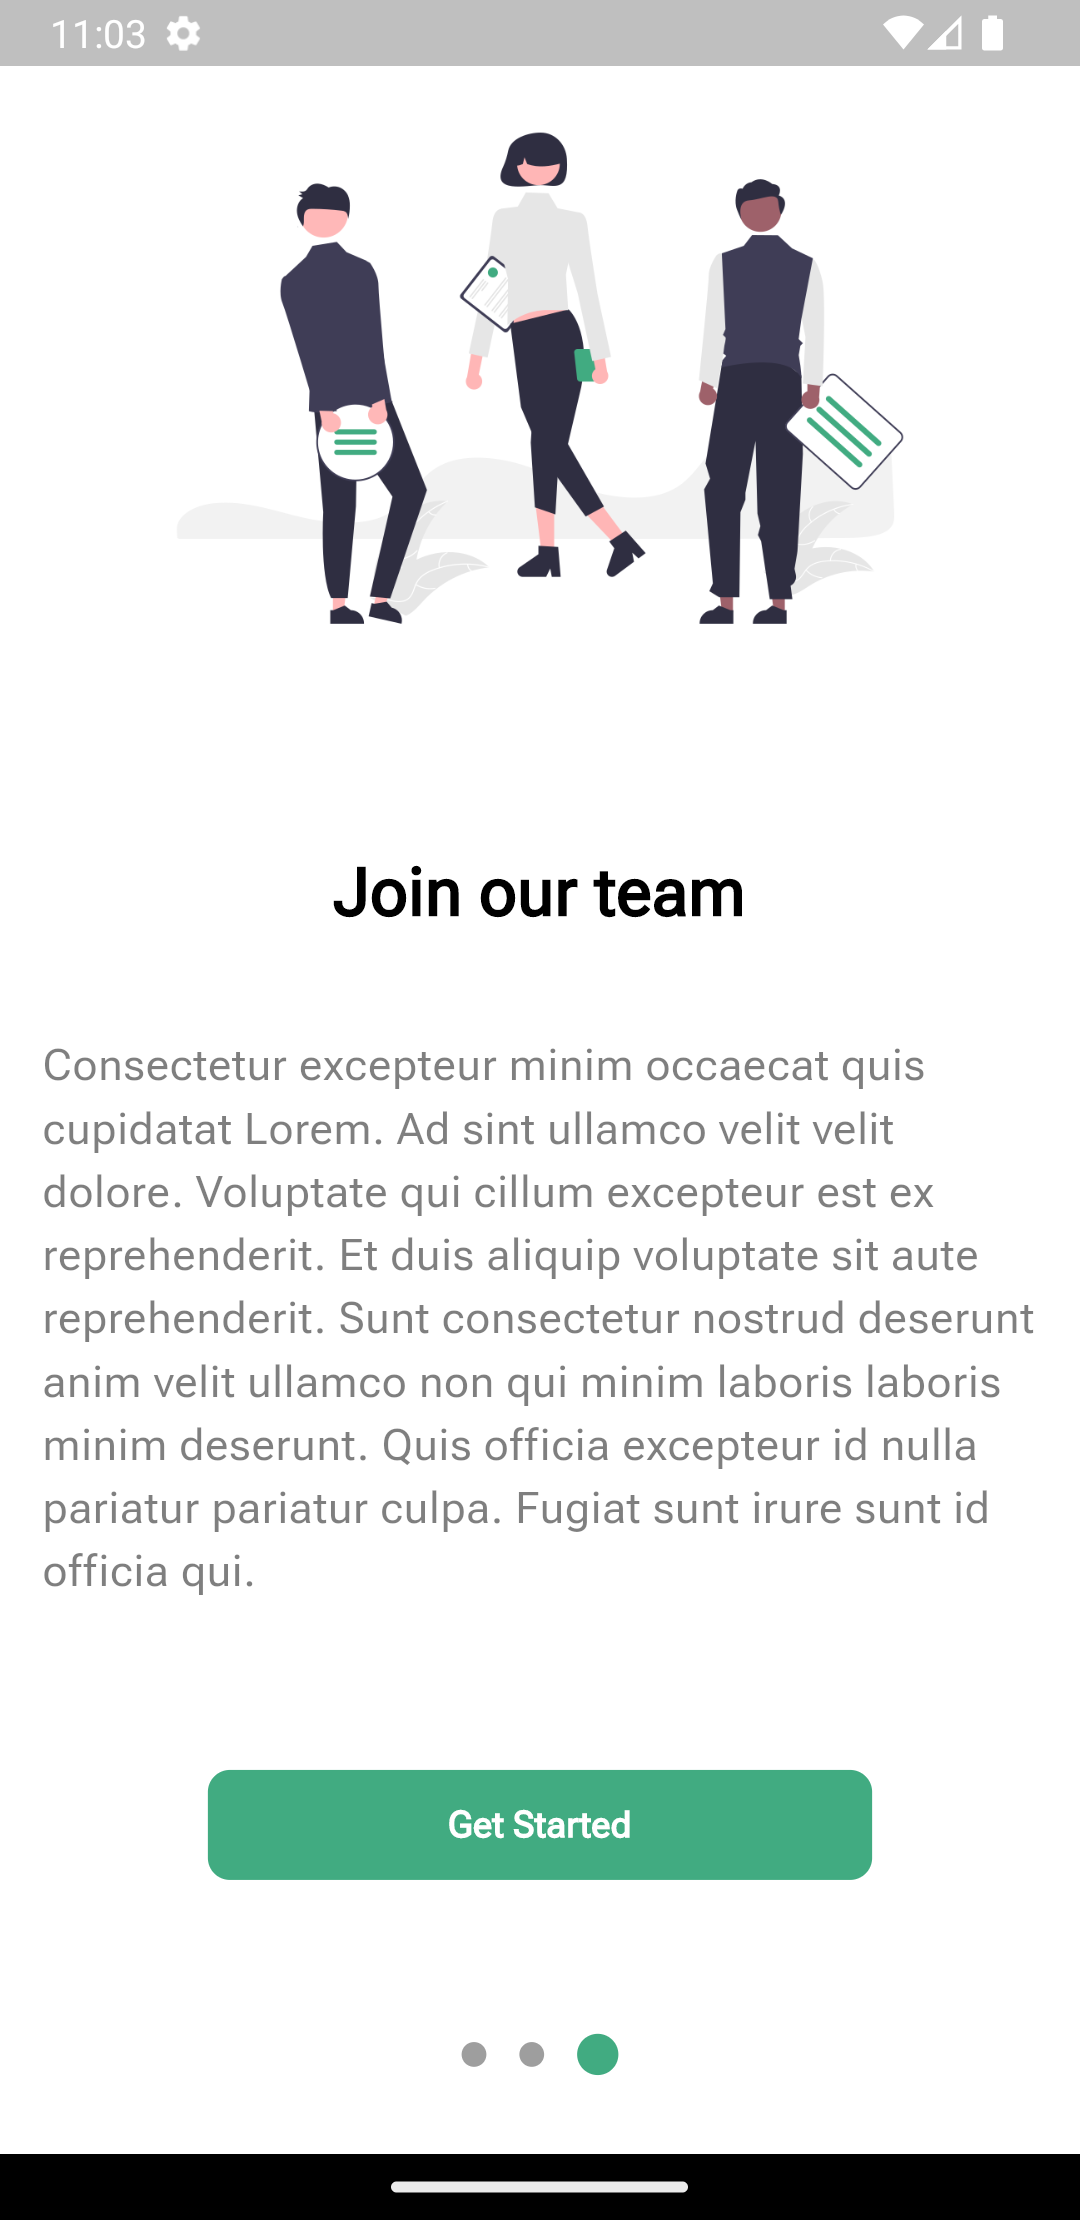 11:03
Join our team
Consectetur excepteur minim occaecat quis
cupidatat Lorem. Ad sint ullamco velit velit
dolore. Voluptate qui cillum excepteur est ex
reprehenderit. Et duis aliquip voluptate sit aute
reprehenderit. Sunt consectetur nostrud deserunt
anim velit ullamco non qui minim laboris laboris
minim deserunt. Quis officia excepteur id nulla
pariatur pariatur culpa. Fugiat sunt irure sunt id
officia qui.
Get Started